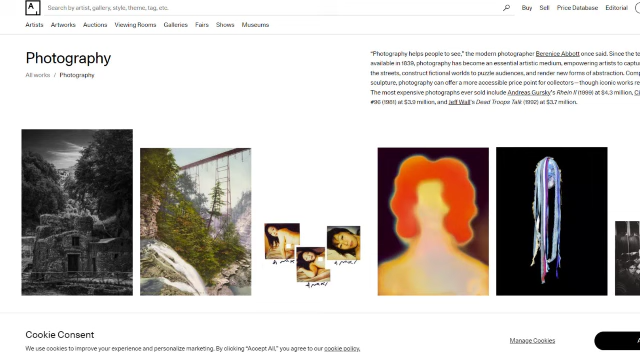 A
Search by artist, gallery, style, theme, tag, etc.
Buy Sell Price Database Editorial
Artists Artworks Auctions Viewing Rooms Galleries Fairs Shows Museums
Photography
All works / Photography
"Photography helps people to see," the modern photographer Berenice Abbott once said. Since the te
available in 1839, photography has become an essential artistic medium, empowering artists to captur
the streets, construct fictional worlds to puzzle audiences, and render new forms of abstraction. Comp
sculpture, photography can offer a more accessible price point for collectors—though iconic works re
The most expensive photographs ever sold include Andreas Gursky's Rhein II (1999) at $4.3 million, Ci
#96 (1981) at $3.9 million, and Jeff Wall's Dead Troops Talk (1992) at $3.7 million.
Cookie Consent
We use cookies to improve your experience and personalize marketing. By clicking "Accept All," you agree to our cookie policy.
Manage Cookies